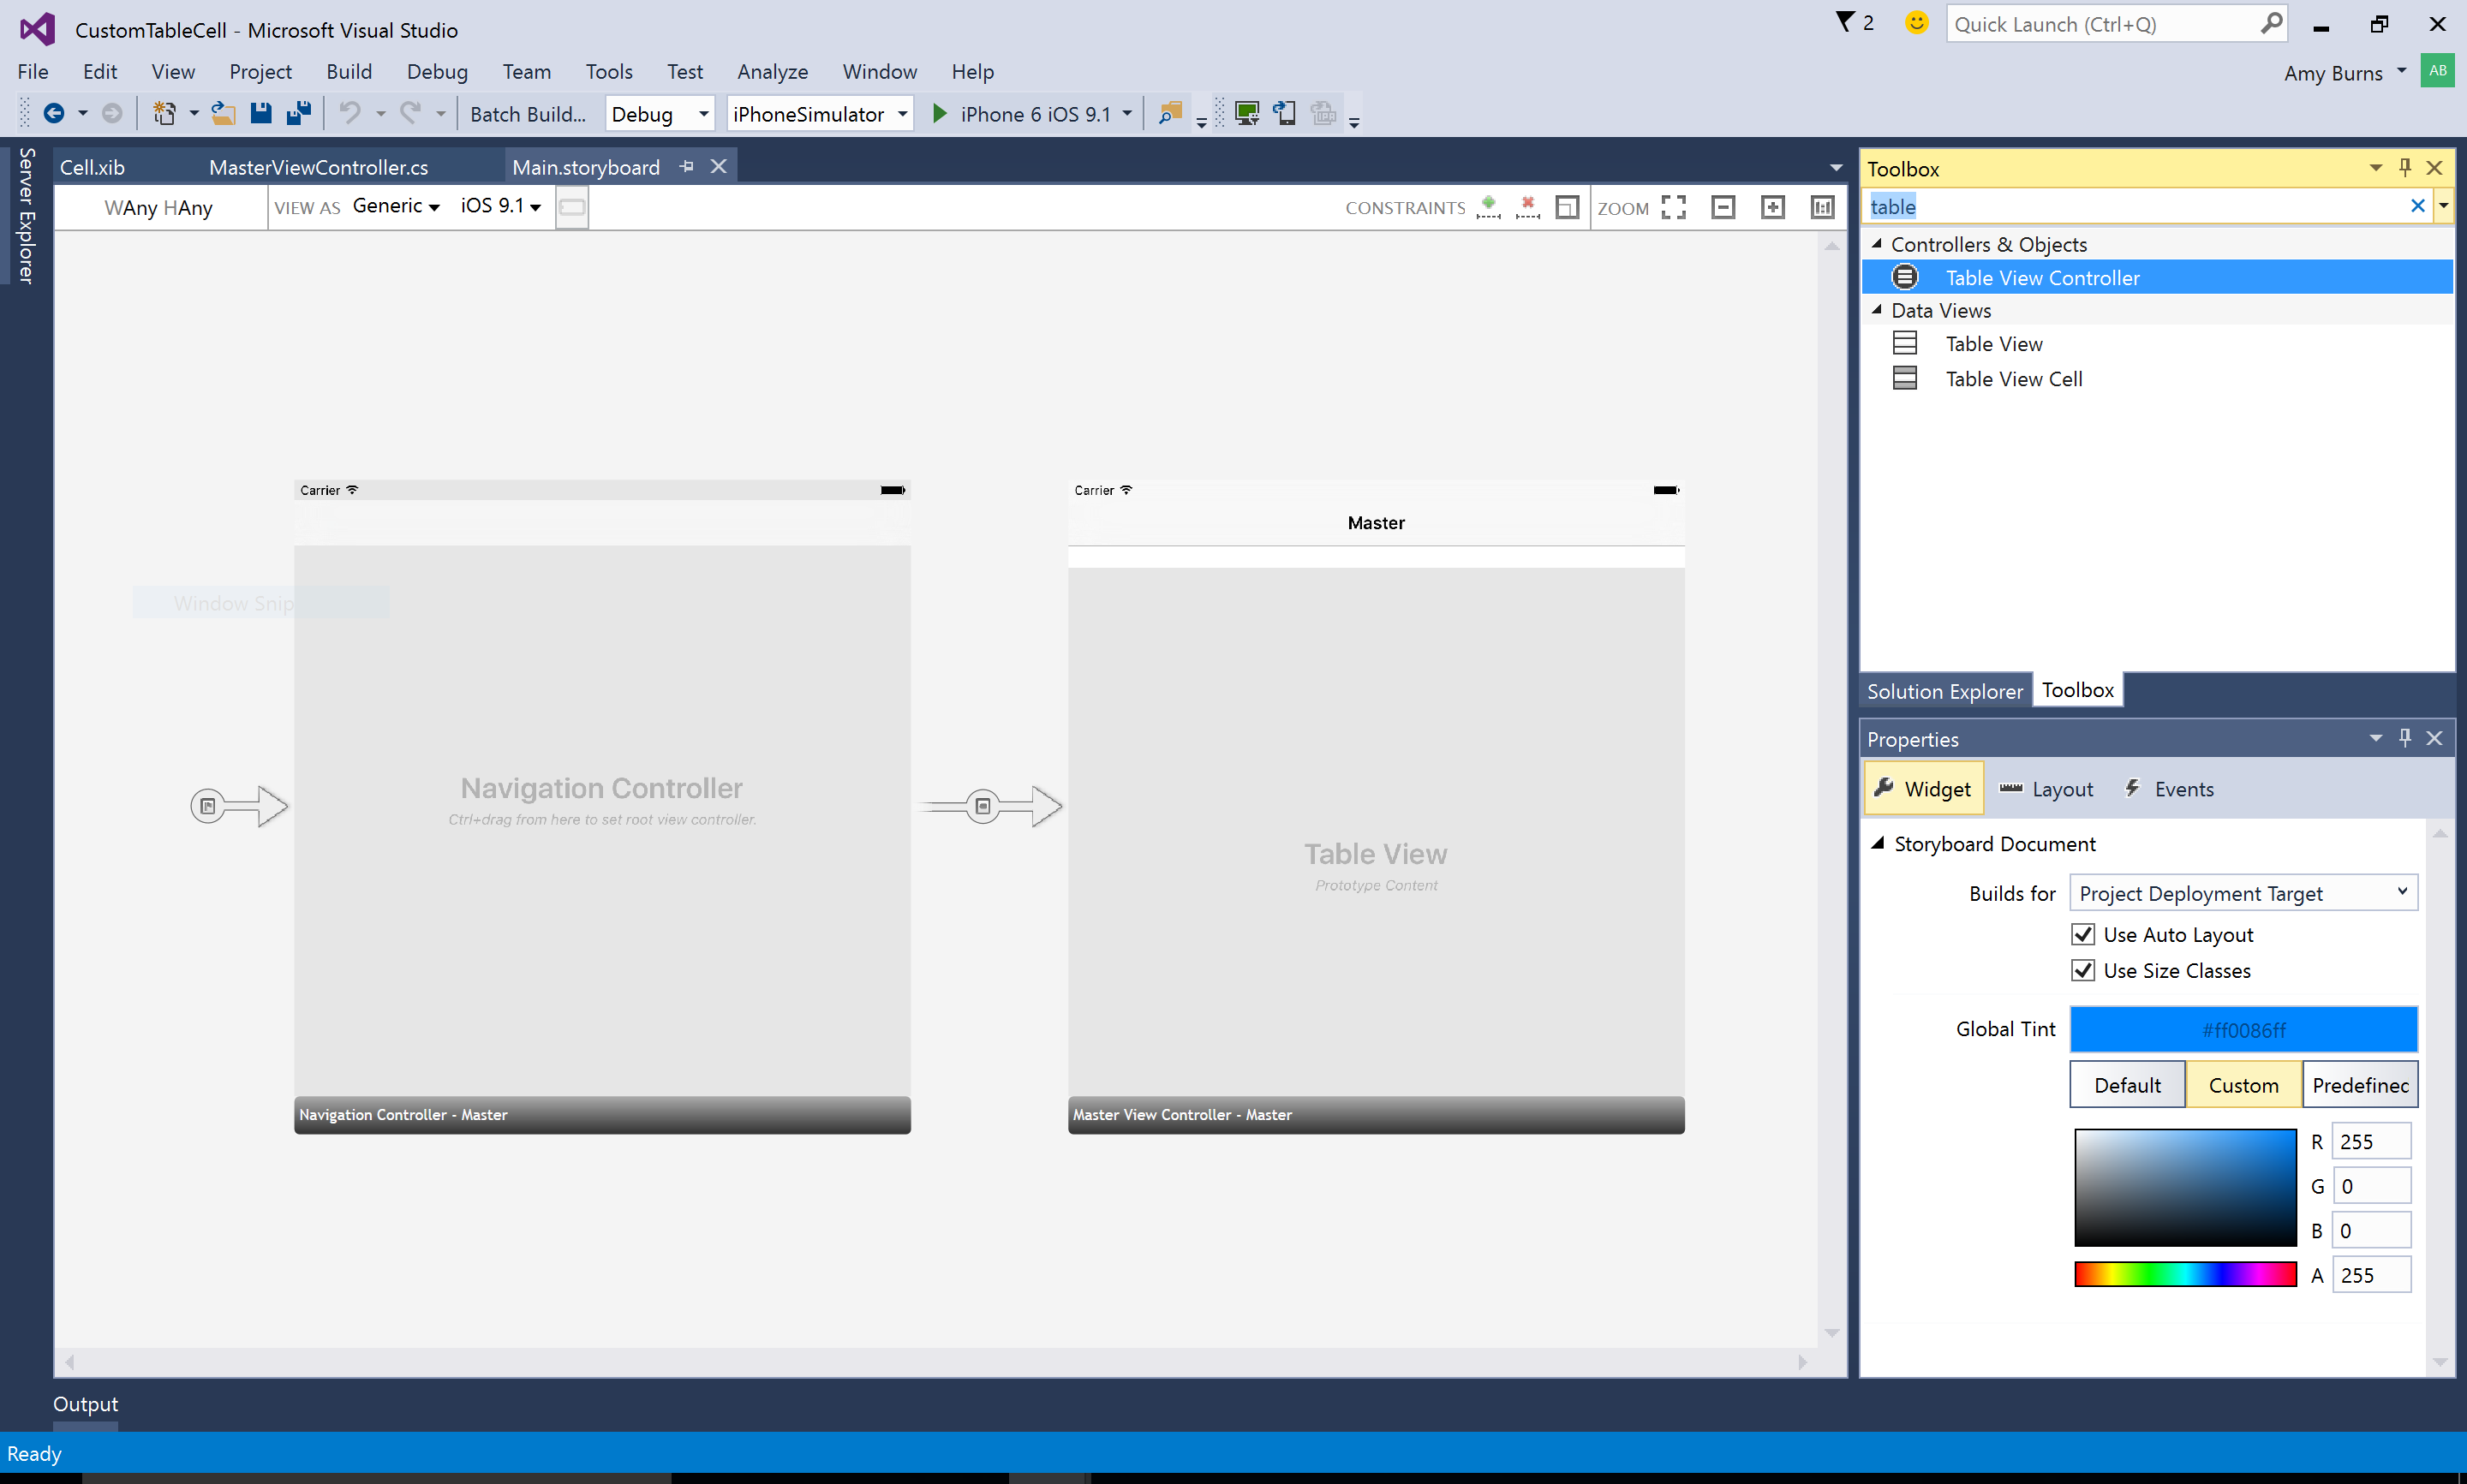 CustomTableCell - Microsoft Visual Studio
2
Quick Launch (Ctrl+Q)
File Edit View Project Build Debug Team Tools Test Analyze Window Help
Amy Burns
AB
Batch Build... Debug iPhoneSimulator iPhone 6 iOS 9.1
Server Explorer
Cell.xib MasterViewController.cs Main.storyboard
WAny HAny VIEW AS Generic iOS 9.1 CONSTRAINTS ZOOM
Carrier
Navigation Controller
Ctrl+drag from here to set root view controller.
Navigation Controller - Master
Window Snip
Carrier
Master
Table View
Prototype Content
Master View Controller - Master
Toolbox
table
Controllers & Objects
Table View Controller
Data Views
Table View
Table View Cell
Solution Explorer Toolbox
Properties
Widget Layout Events
Storyboard Document
Builds for Project Deployment Target
Use Auto Layout
Use Size Classes
Global Tint #ff0086ff
Default Custom Predefinec
R 255
G 0
B 0
A 255
Output
Ready